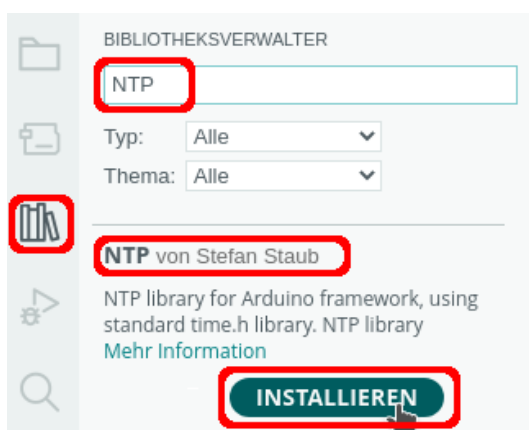 BIBLIOTHEKSVERWALTER
NTP
Typ: Alle
Thema: Alle
NTP von Stefan Staub
NTP library for Arduino framework, using
standard time.h library. NTP library
Mehr Information
INSTALLIEREN